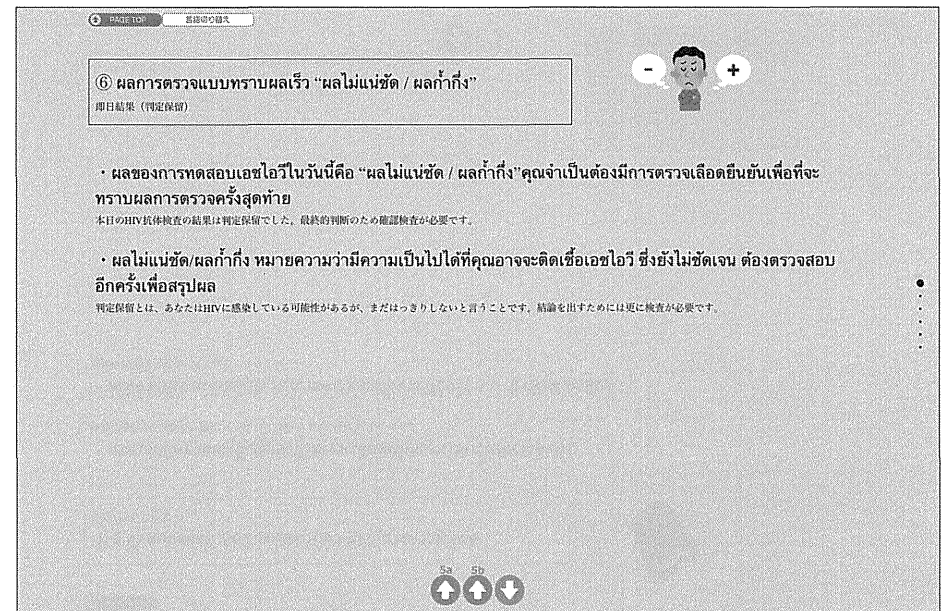 PAGE TOP
言語切り替え
⑥ ผลการตรวจแบบทราบผลเร็ว “ผลไม่แน่ชัด / ผลก้ำกึ่ง”
即日結果（判定保留）
- +
・ผลของการทดสอบเอชไอวีในวันนี้คือ “ผลไม่แน่ชัด / ผลก้ำกึ่ง”คุณจำเป็นต้องมีการตรวจเลือดยืนยันเพื่อที่จะ
ทราบผลการตรวจครั้งสุดท้าย
本日のHIV抗体検査の結果は判定保留でした。最終的判断のため確認検査が必要です。
・ผลไม่แน่ชัด/ผลก้ำกึ่ง หมายความว่ามีความเป็นไปได้ที่คุณอาจจะติดเชื้อเอชไอวี ซึ่งยังไม่ชัดเจน ต้องตรวจสอบ
อีกครั้งเพื่อสรุปผล
判定保留とは、あなたはHIVに感染している可能性があるが、まだはっきりしないと言うことです。結論を出すためには更に検査が必要です。
5a 5b